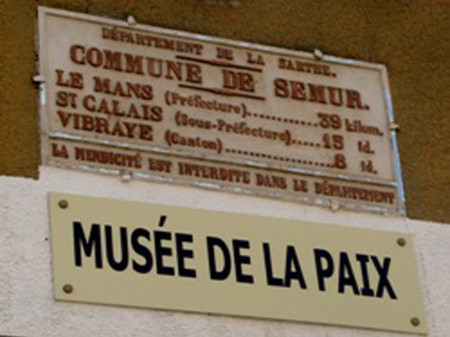 DÉPARTEMENT DE LA SARTHE.
COMMUNE DE SEMUR.
LE MANS (Préfecture)............39 kilom.
ST CALAIS (Sous-Préfecture).....15 id.
VIBRAYE (Canton)................8 id.
LA MENDICITÉ EST INTERDITE DANS LE DÉPARTEMENT
MUSÉE DE LA PAIX